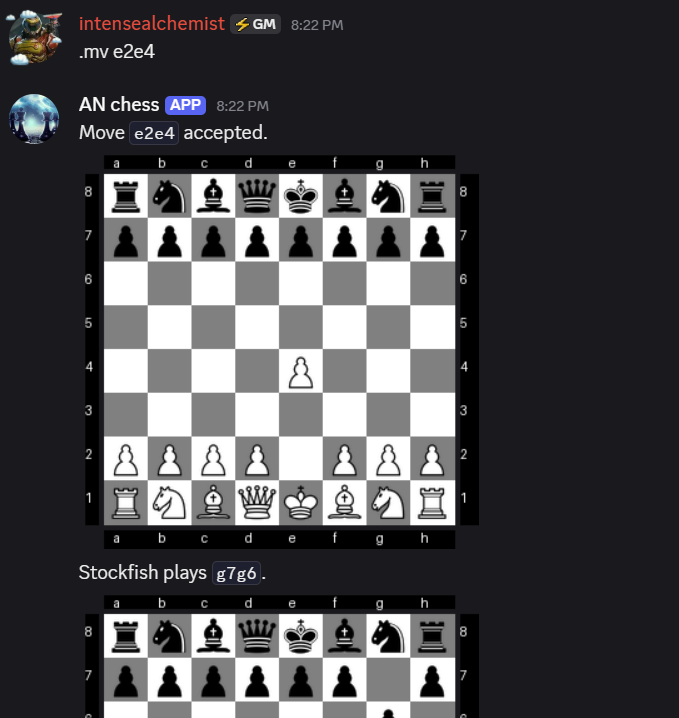 intensealchemist ⚡ GM 8:22 PM
.mv e2e4
AN chess APP 8:22 PM
Move e2e4 accepted.
a b c d e f g h
8 8
7 7
6 6
5 5
4 4
3 3
2 2
1 1
a b c d e f g h
Stockfish plays g7g6.
a b c d e f g h
8 8
7 7
6 6